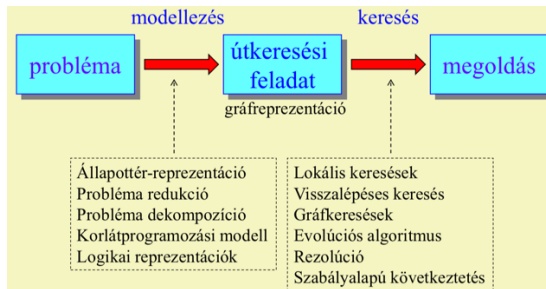 modellezés
keresés
probléma
útkeresési
feladat
megoldás
gráfreprezentáció
Állapottér-reprezentáció
Probléma redukció
Probléma dekompozíció
Korlátprogramozási modell
Logikai reprezentációk
Lokális keresések
Visszalépéses keresés
Gráfkeresések
Evolúciós algoritmus
Rezolúció
Szabályalapú következtetés